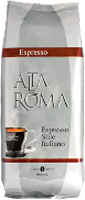 Espresso
ALTA
ROMA
Espresso
Stile
Italiano